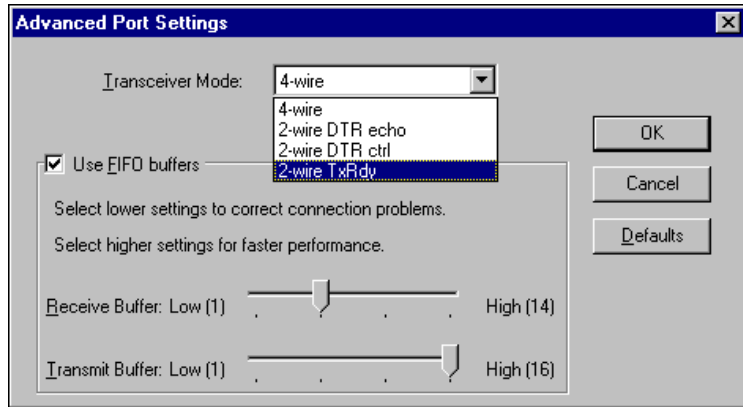 Advanced Port Settings
Transceiver Mode: 4-wire
4-wire
2-wire DTR echo
2-wire DTR ctrl
2-wire TxRdy
OK
Cancel
Defaults
Use FIFO buffers
Select lower settings to correct connection problems.
Select higher settings for faster performance.
Receive Buffer: Low (1) High (14)
Transmit Buffer: Low (1) High (16)